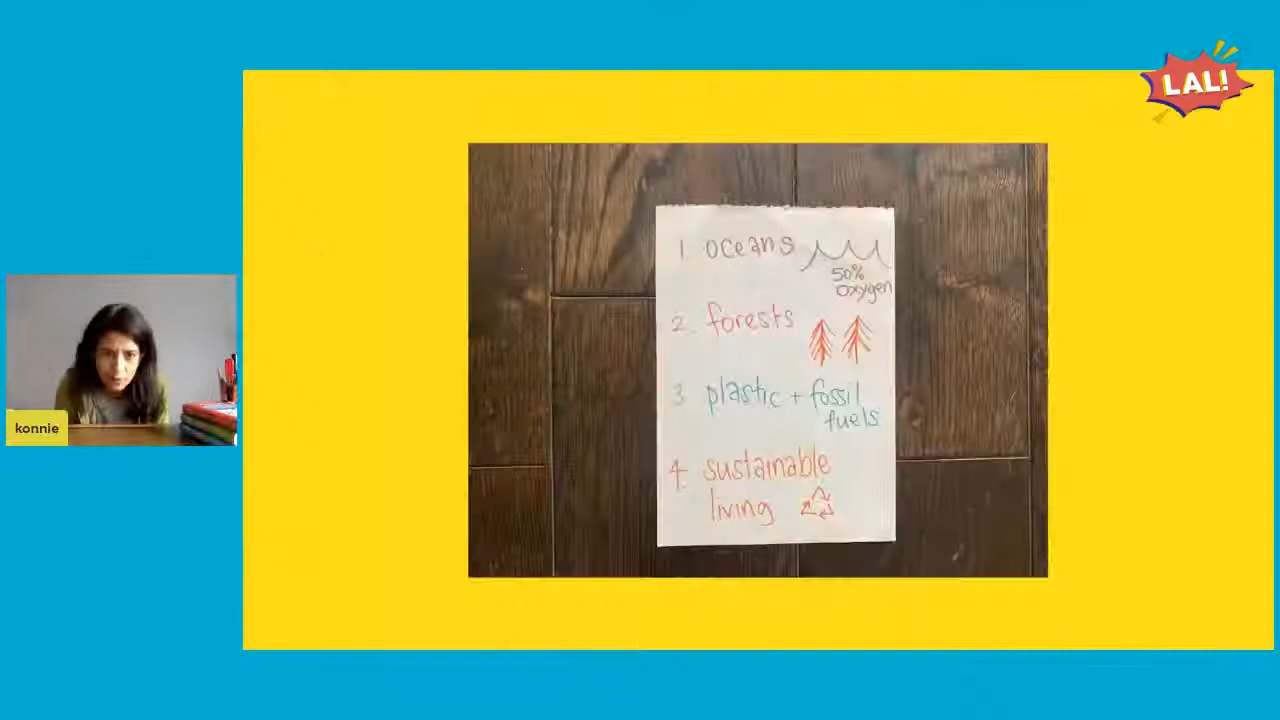 LAL!
1. oceans
50%
oxygen
2. forests
3. plastic + fossil
fuels
4. sustainable
living
konnie